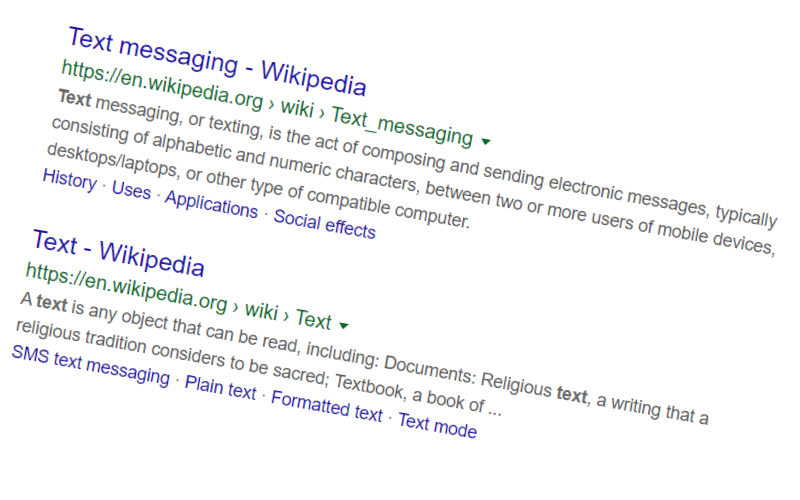 Text messaging - Wikipedia
https://en.wikipedia.org › wiki › Text_messaging
Text messaging, or texting, is the act of composing and sending electronic messages, typically
consisting of alphabetic and numeric characters, between two or more users of mobile devices,
desktops/laptops, or other type of compatible computer.
History · Uses · Applications · Social effects
Text - Wikipedia
https://en.wikipedia.org › wiki › Text
A text is any object that can be read, including: Documents: Religious text, a writing that a
religious tradition considers to be sacred; Textbook, a book of ...
SMS text messaging · Plain text · Formatted text · Text mode